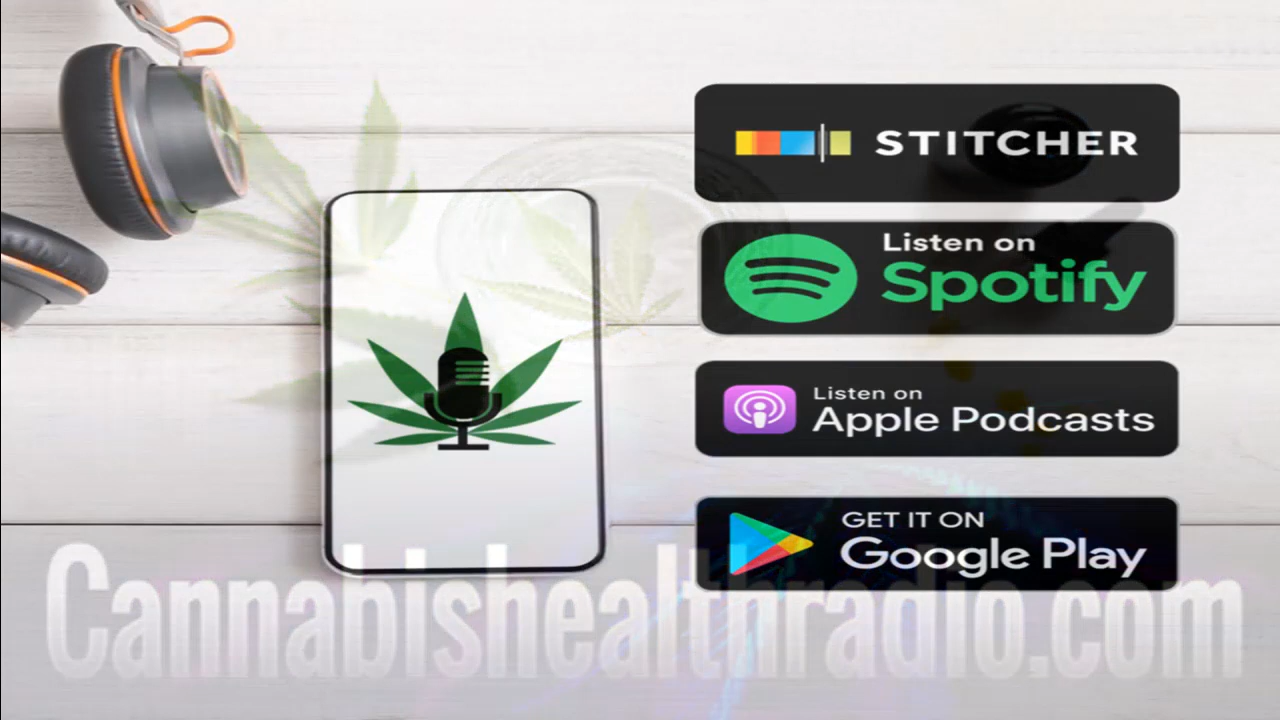 STITCHER
Listen on
Spotify
Listen on
Apple Podcasts
GET IT ON
Google Play
Cannabishealthradio.com